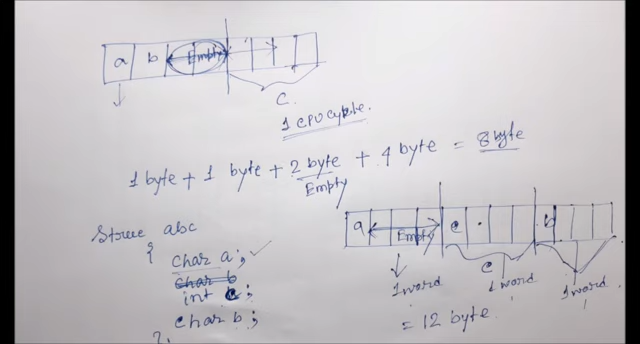 a b Empty
C.
1 CPU Cycle.
1 byte + 1 byte + 2 byte + 4 byte = 8 byte
Empty
Struc abc
{ char a;
char b
int c;
char b;
};
a Empty c b
c
1 word 1 word 1 word
= 12 byte